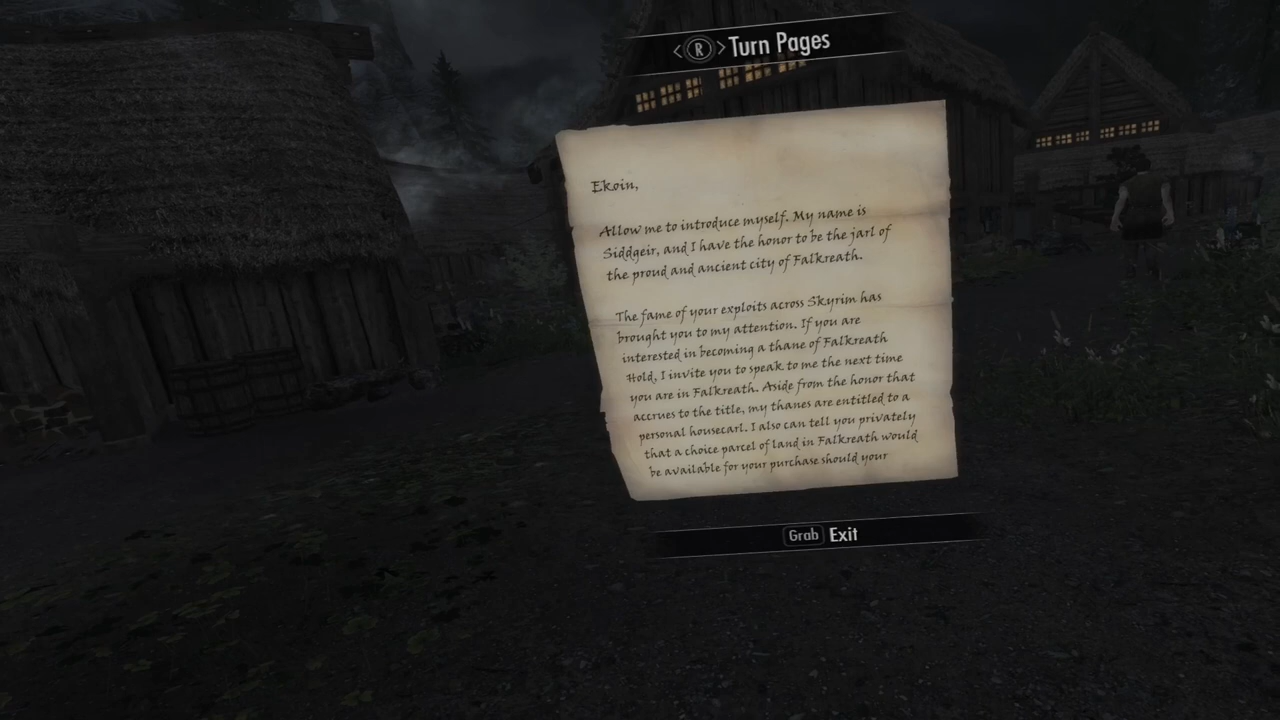 <R> Turn Pages
Ekoin,
Allow me to introduce myself. My name is
Siddgeir, and I have the honor to be the jarl of
the proud and ancient city of Falkreath.
The fame of your exploits across Skyrim has
brought you to my attention. If you are
interested in becoming a thane of Falkreath
Hold, I invite you to speak to me the next time
you are in Falkreath. Aside from the honor that
accrues to the title, my thanes are entitled to a
personal housecarl. I also can tell you privately
that a choice parcel of land in Falkreath would
be available for your purchase should your
Grab Exit